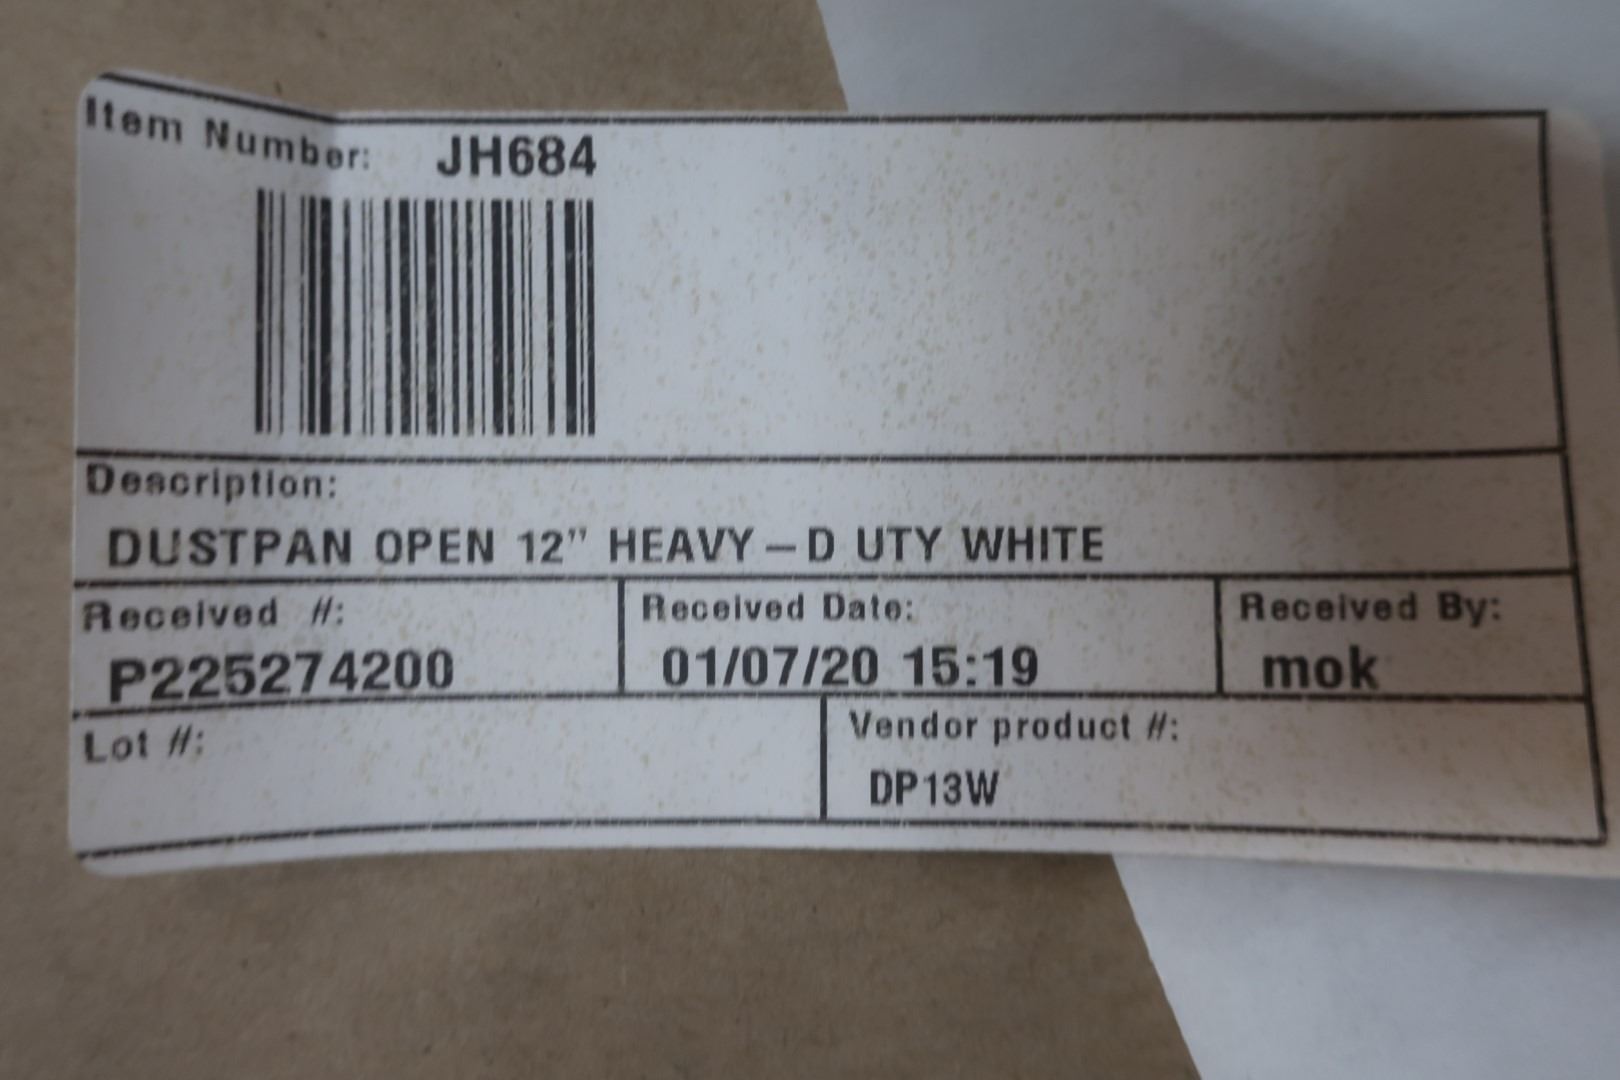 Item Number: JH684
Description:
DUSTPAN OPEN 12" HEAVY-D UTY WHITE
Received #: Received Date: Received By:
P225274200 01/07/20 15:19 mok
Lot #: Vendor product #:
DP13W